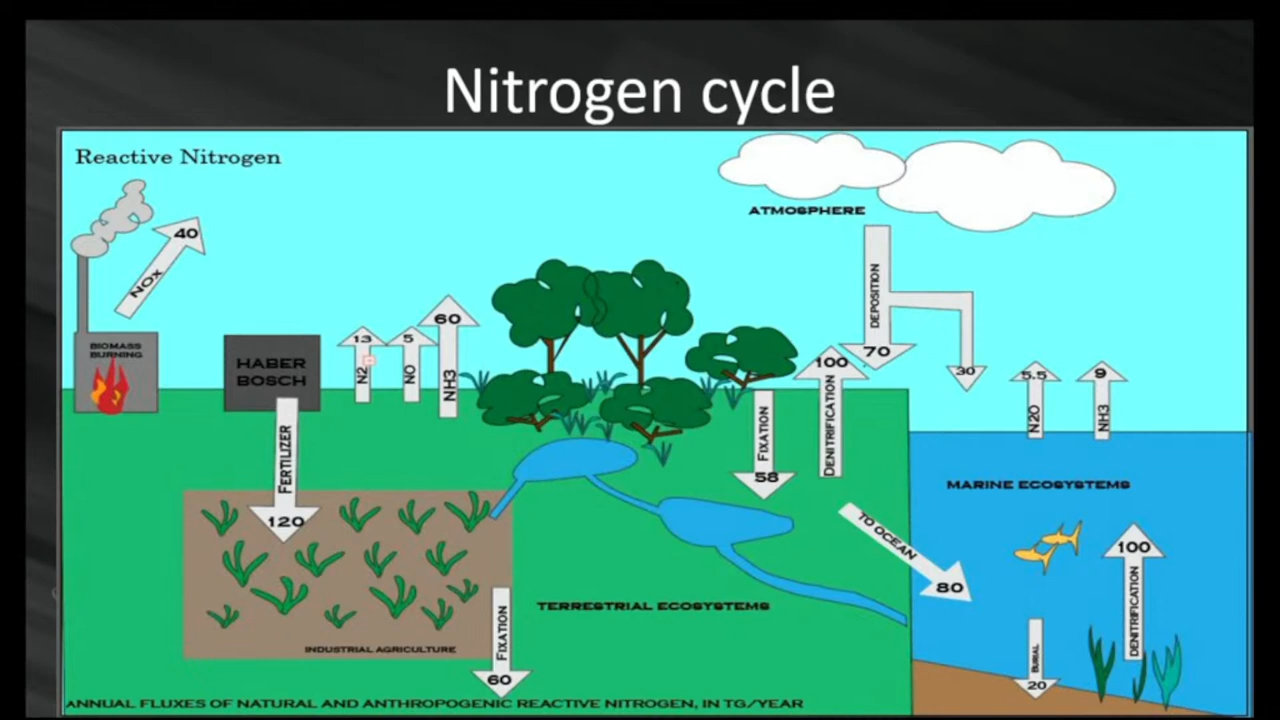 Nitrogen cycle
Reactive Nitrogen
ATMOSPHERE
40
NOx
BIOMASS
BURNING
HABER
BOSCH
13
N2
5
NO
60
NH3
DEPOSITION
70
30
100
DENITRIFICATION
5.5
N2O
9
NH3
FERTILIZER
120
FIXATION
58
MARINE ECOSYSTEMS
TO OCEAN
80
100
DENITRIFICATION
FIXATION
60
TERRESTRIAL ECOSYSTEMS
INDUSTRIAL AGRICULTURE
BURIAL
20
ANNUAL FLUXES OF NATURAL AND ANTHROPOGENIC REACTIVE NITROGEN, IN TG/YEAR